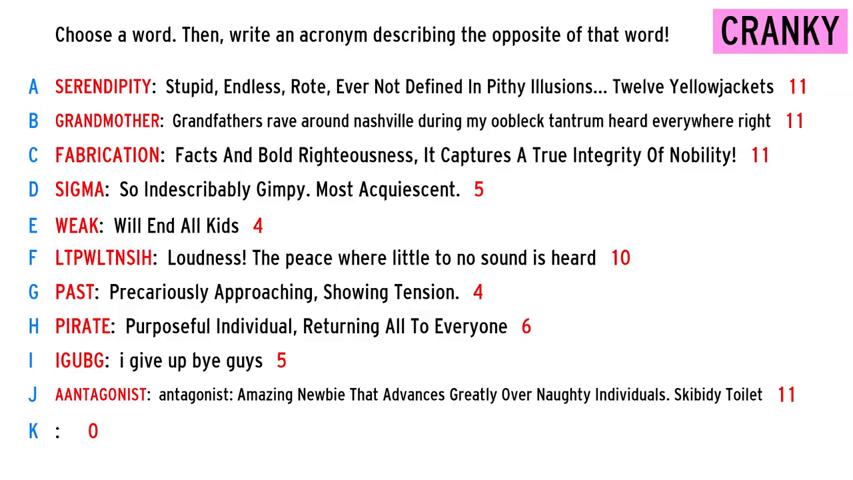 Choose a word. Then, write an acronym describing the opposite of that word!
CRANKY
A SERENDIPITY: Stupid, Endless, Rote, Ever Not Defined In Pithy Illusions... Twelve Yellowjackets 11
B GRANDMOTHER: Grandfathers rave around nashville during my oobleck tantrum heard everywhere right 11
C FABRICATION: Facts And Bold Righteousness, It Captures A True Integrity Of Nobility! 11
D SIGMA: So Indescribably Gimpy. Most Acquiescent. 5
E WEAK: Will End All Kids 4
F LTPWLTNSIH: Loudness! The peace where little to no sound is heard 10
G PAST: Precariously Approaching, Showing Tension. 4
H PIRATE: Purposeful Individual, Returning All To Everyone 6
I IGUBG: i give up bye guys 5
J AANTAGONIST: antagonist: Amazing Newbie That Advances Greatly Over Naughty Individuals. Skibidy Toilet 11
K : 0